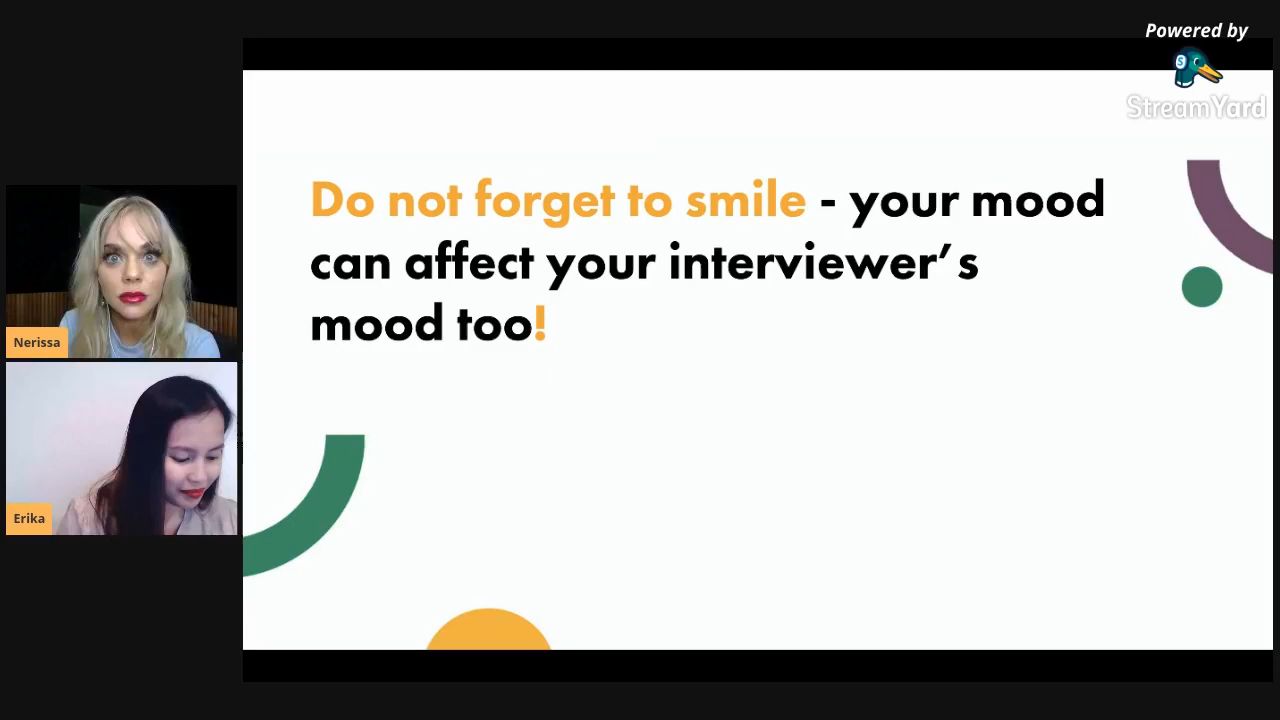 Powered by
S
StreamYard
Do not forget to smile - your mood
can affect your interviewer’s
mood too!
Nerissa
Erika